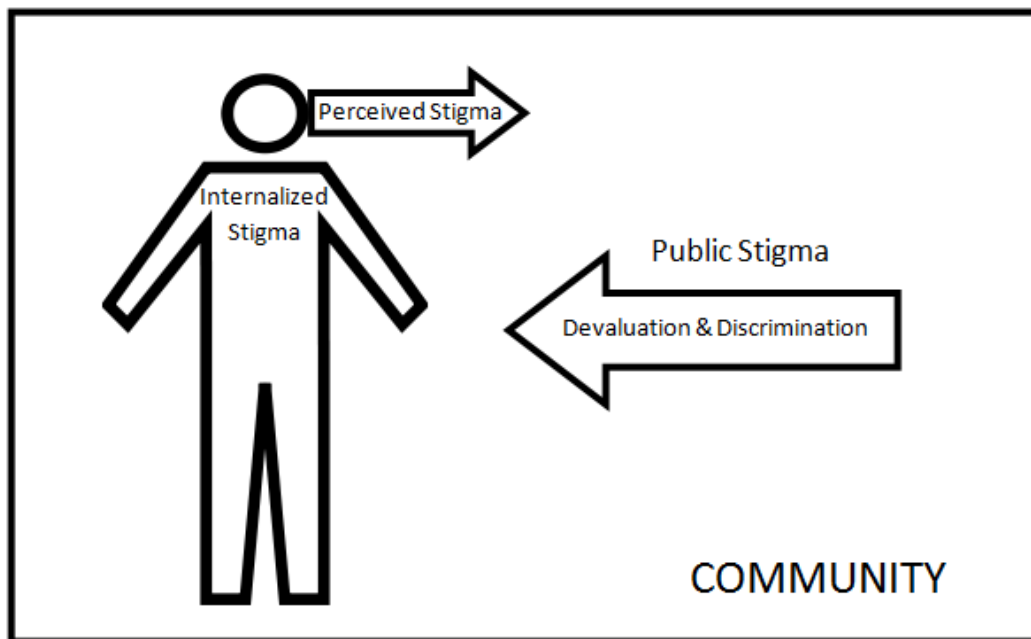 Perceived Stigma
Internalized
Stigma
Public Stigma
Devaluation & Discrimination
COMMUNITY